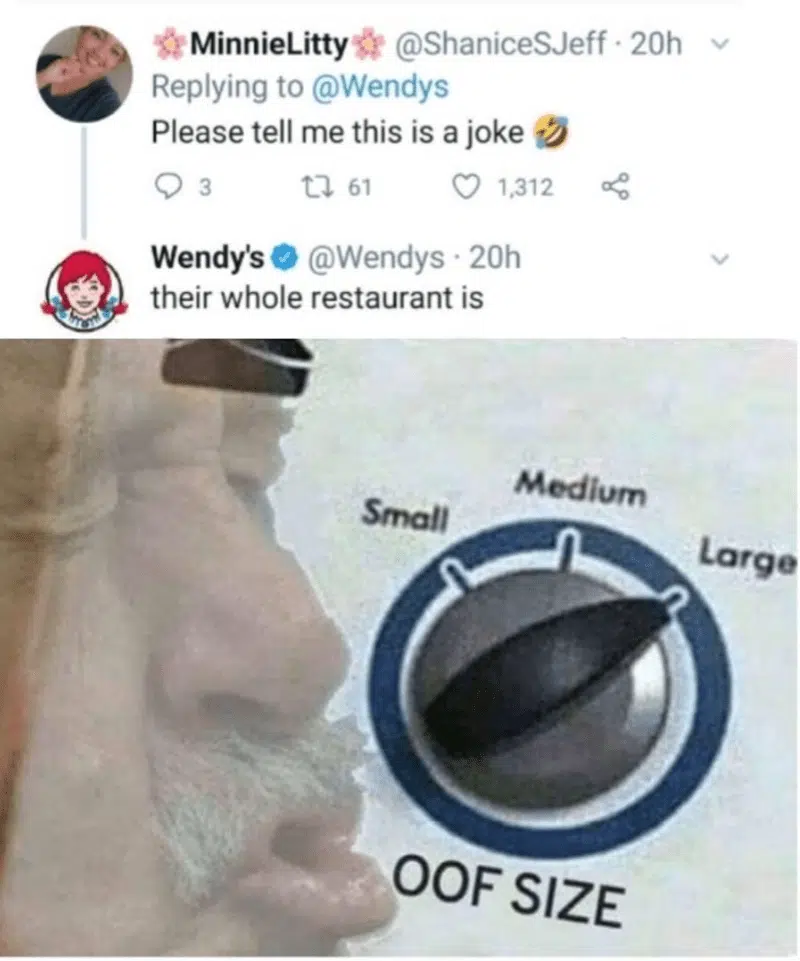 🌸MinnieLitty🌸 @ShaniceSJeff · 20h
Replying to @Wendys
Please tell me this is a joke 🤣
3 61 1,312
Wendy's @Wendys · 20h
their whole restaurant is
Small
Medium
Large
OOF SIZE